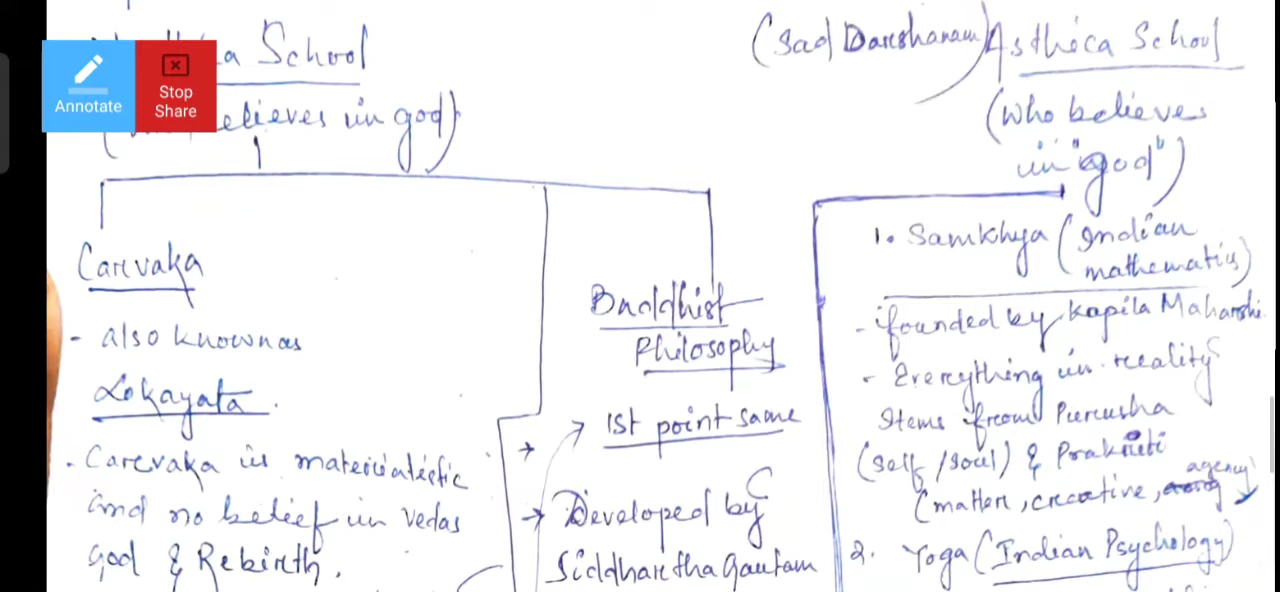 a School
elieves in god)
Annotate
Stop
Share
Carvaka
- also known as
Lokayata.
- Carvaka is materialistic
and no belief in vedas
god & Rebirth.
Buddhist
Philosophy
→ 1st point same
→ Developed by
Siddhartha Gautam
(Sad Darshanam) Asthica School
(Who believes
in "god")
1. Samkhya (Indian
mathematics)
- founded by Kapila Maharshi
- Everything in reality
stems from Purusha
(self / soul) & Prakriti
(matter, creative, agency
2. Yoga (Indian Psychology)